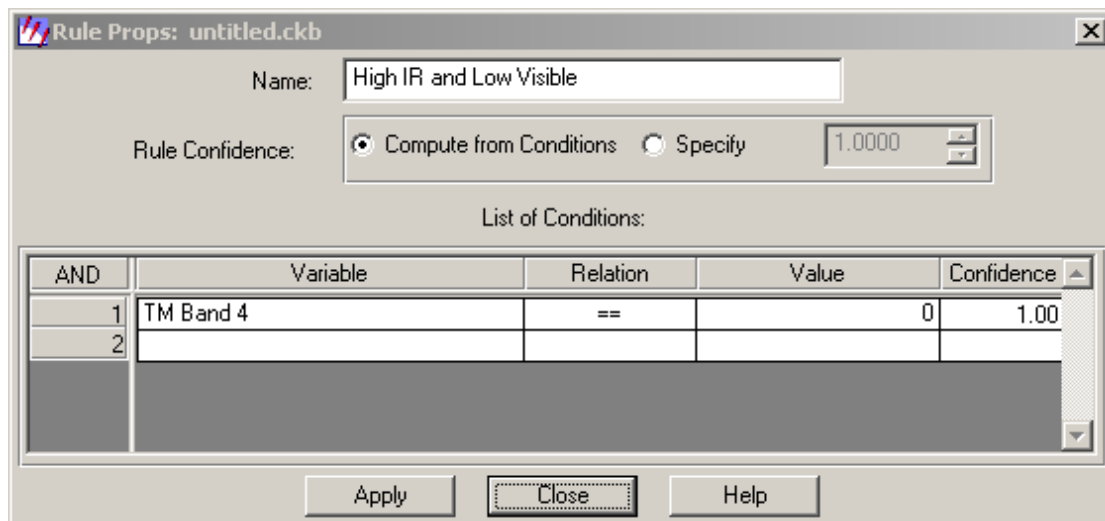 Rule Props: untitled.ckb
Name: High IR and Low Visible
Rule Confidence: Compute from Conditions Specify 1.0000
List of Conditions:
AND Variable Relation Value Confidence
1 TM Band 4 == 0 1.00
2
Apply Close Help